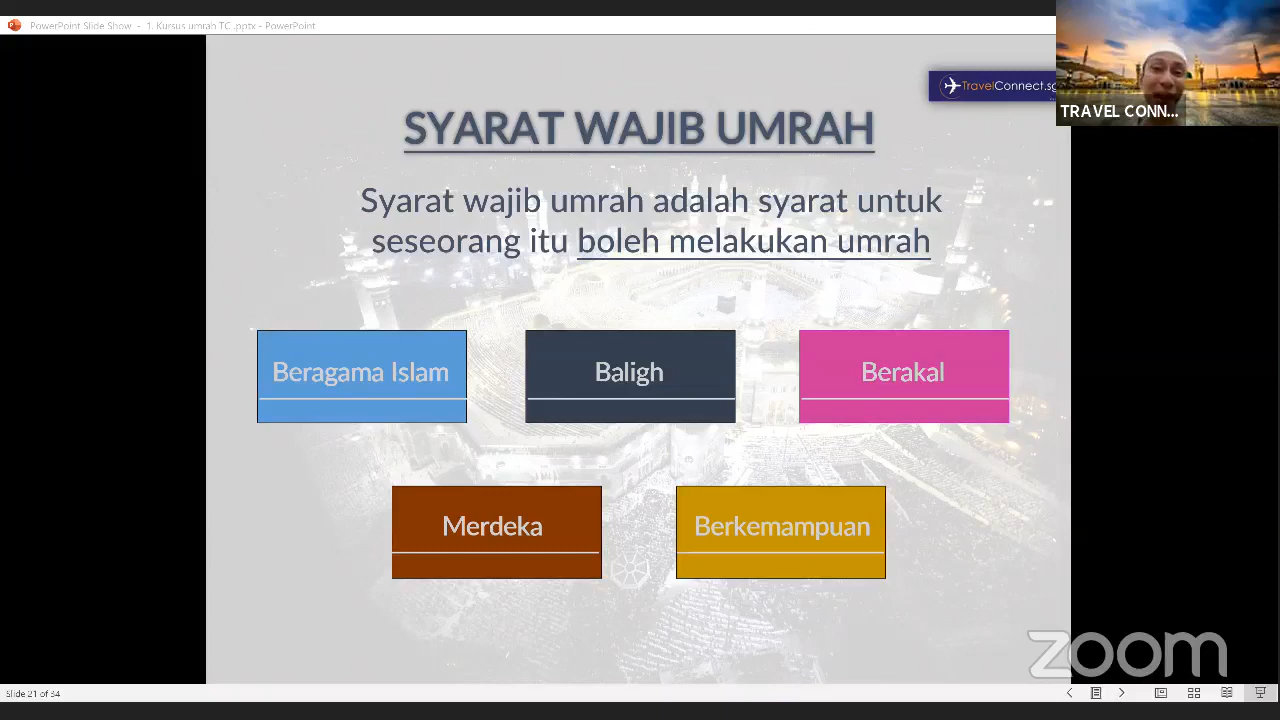 PowerPoint Slide Show - 1. Kursus umrah TC .pptx - PowerPoint
TravelConnect.sg
TRAVEL CONN...
SYARAT WAJIB UMRAH
Syarat wajib umrah adalah syarat untuk
seseorang itu boleh melakukan umrah
Beragama Islam
Baligh
Berakal
Merdeka
Berkemampuan
zoom
Slide 21 of 34